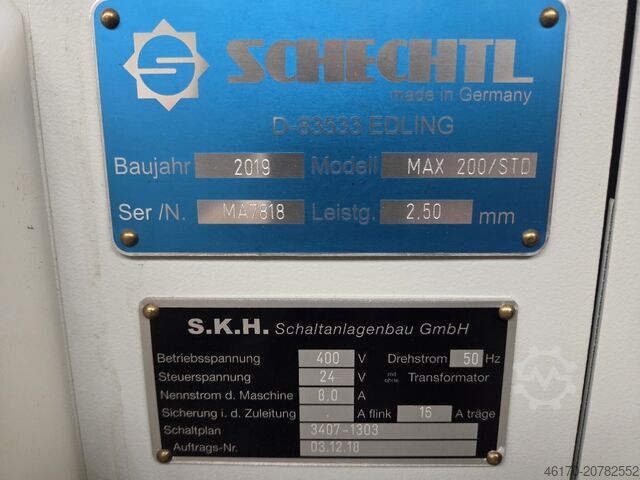 SCHECHTL
made in Germany
D-83533 EDLING
Baujahr 2019 Modell MAX 200/STD
Ser /N. MA7818 Leistg. 2.50 mm
S.K.H. Schaltanlagenbau GmbH
Betriebsspannung 400 V Drehstrom 50 Hz
Steuerspannung 24 V mit ohne Transformator
Nennstrom d. Maschine 8.0 A
Sicherung i. d. Zuleitung . A flink 16 A träge
Schaltplan 3407-1303
Auftrags-Nr. 03.12.18
46170-20782552